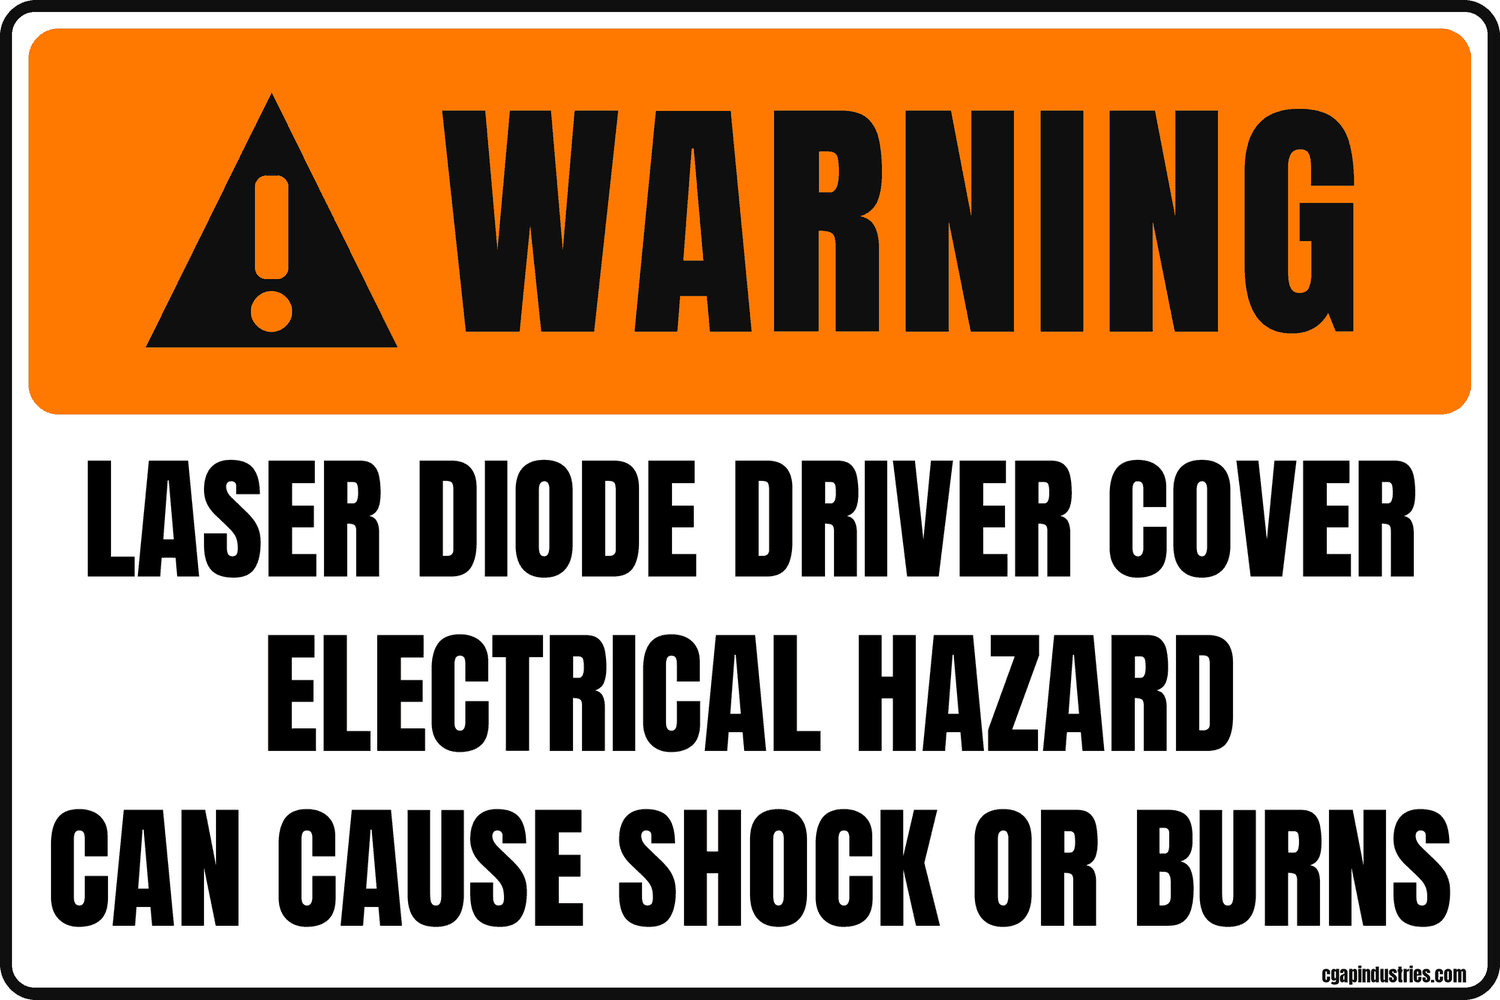 WARNING
LASER DIODE DRIVER COVER
ELECTRICAL HAZARD
CAN CAUSE SHOCK OR BURNS
cgapindustries.com